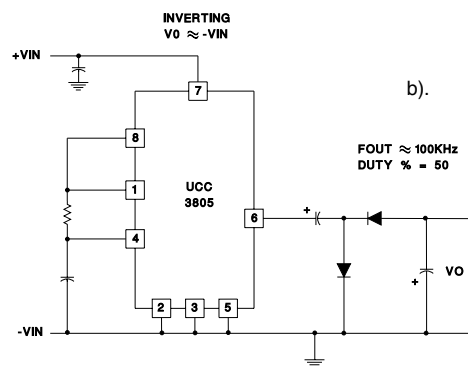 INVERTING
V0 ≈ -VIN
+VIN
7
b).
8
FOUT ≈ 100KHz
DUTY % = 50
1
UCC
3805
6
+
4
VO
+
2 3 5
-VIN